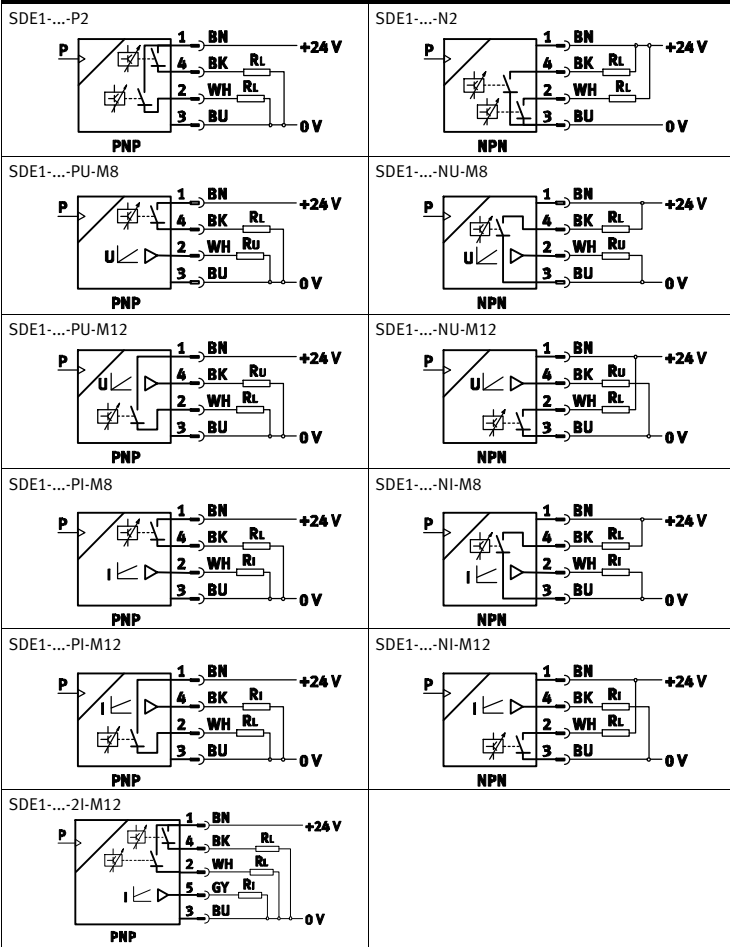 SDE1-...-P2
P
1 BN
+24 V
4 BK RL
2 WH RL
3 BU
0 V
PNP
SDE1-...-N2
P
1 BN
+24 V
4 BK RL
2 WH RL
3 BU
0 V
NPN
SDE1-...-PU-M8
P
1 BN
+24 V
4 BK RL
U
2 WH RU
3 BU
0 V
PNP
SDE1-...-NU-M8
P
1 BN
+24 V
4 BK RL
U
2 WH RU
3 BU
0 V
NPN
SDE1-...-PU-M12
P
1 BN
+24 V
U
4 BK RU
2 WH RL
3 BU
0 V
PNP
SDE1-...-NU-M12
P
1 BN
+24 V
U
4 BK RU
2 WH RL
3 BU
0 V
NPN
SDE1-...-PI-M8
P
1 BN
+24 V
4 BK RL
I
2 WH RI
3 BU
0 V
PNP
SDE1-...-NI-M8
P
1 BN
+24 V
4 BK RL
I
2 WH RI
3 BU
0 V
NPN
SDE1-...-PI-M12
P
1 BN
+24 V
I
4 BK RI
2 WH RL
3 BU
0 V
PNP
SDE1-...-NI-M12
P
1 BN
+24 V
I
4 BK RI
2 WH RL
3 BU
0 V
NPN
SDE1-...-2I-M12
P
1 BN
+24 V
4 BK RL
2 WH RL
I
5 GY RI
3 BU
0 V
PNP